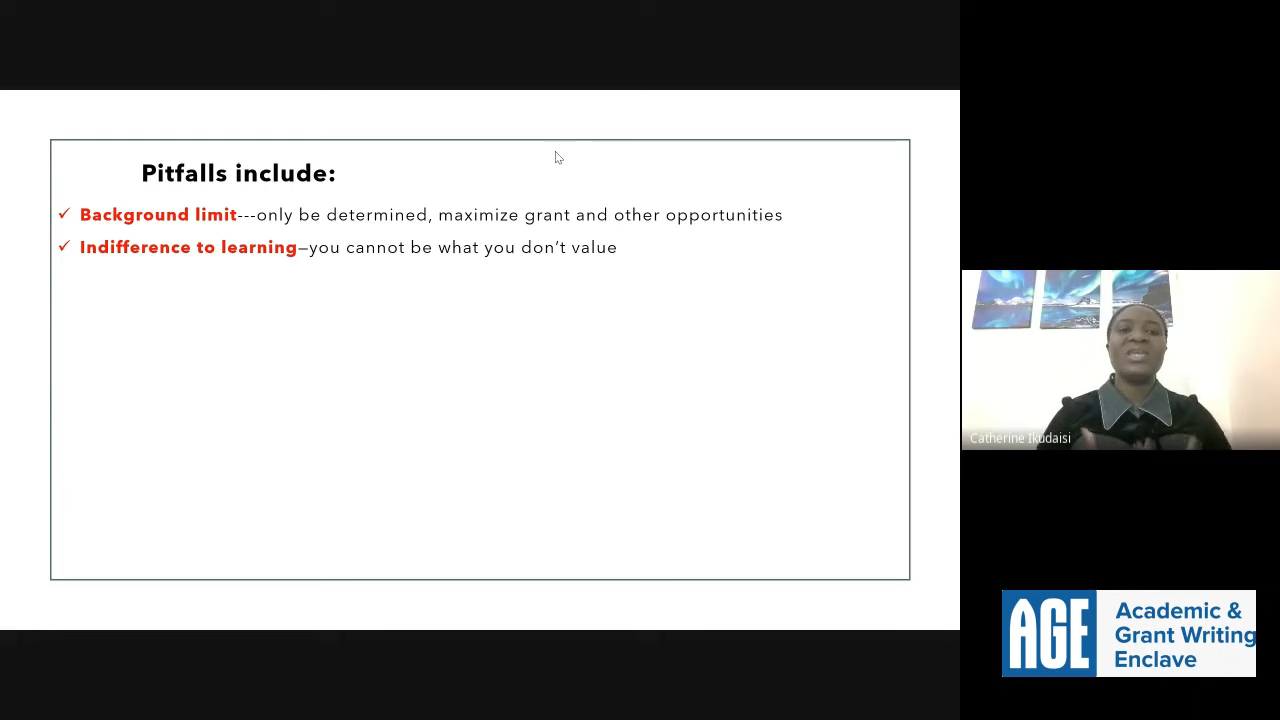 Pitfalls include:
✓ Background limit---only be determined, maximize grant and other opportunities
✓ Indifference to learning–you cannot be what you don’t value
Catherine Ikudaisi
AGE
Academic &
Grant Writing
Enclave